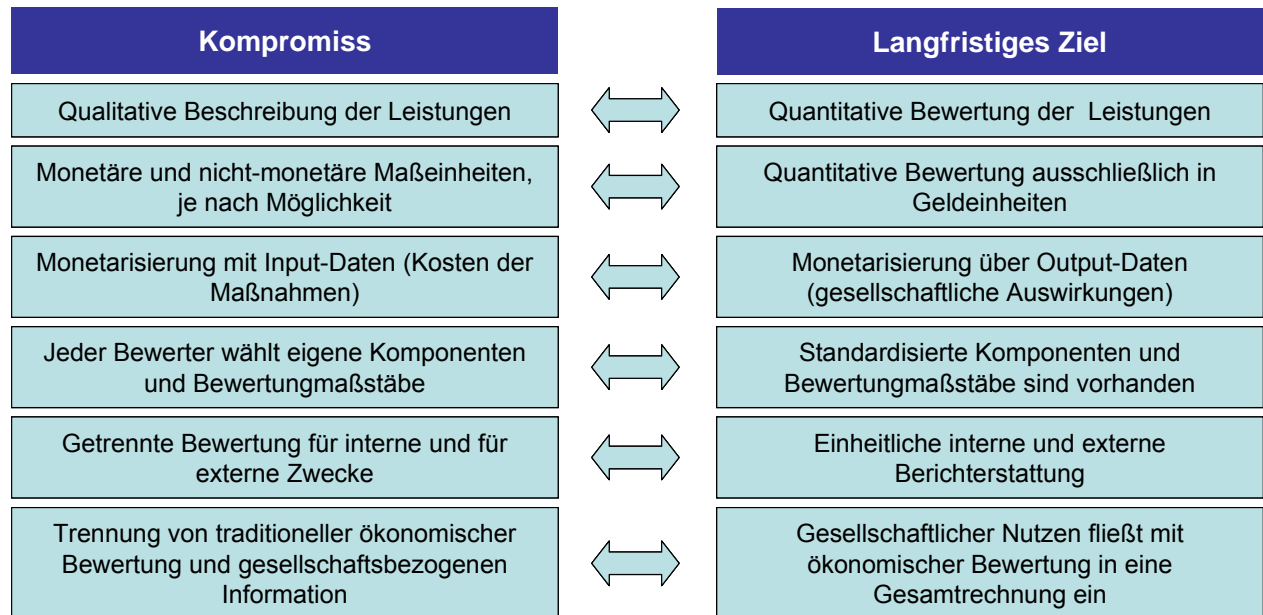 Kompromiss
Langfristiges Ziel
Qualitative Beschreibung der Leistungen
Quantitative Bewertung der Leistungen
Monetäre und nicht-monetäre Maßeinheiten,
je nach Möglichkeit
Quantitative Bewertung ausschließlich in
Geldeinheiten
Monetarisierung mit Input-Daten (Kosten der
Maßnahmen)
Monetarisierung über Output-Daten
(gesellschaftliche Auswirkungen)
Jeder Bewerter wählt eigene Komponenten
und Bewertungmaßstäbe
Standardisierte Komponenten und
Bewertungmaßstäbe sind vorhanden
Getrennte Bewertung für interne und für
externe Zwecke
Einheitliche interne und externe
Berichterstattung
Trennung von traditioneller ökonomischer
Bewertung und gesellschaftsbezogenen
Information
Gesellschaftlicher Nutzen fließt mit
ökonomischer Bewertung in eine
Gesamtrechnung ein